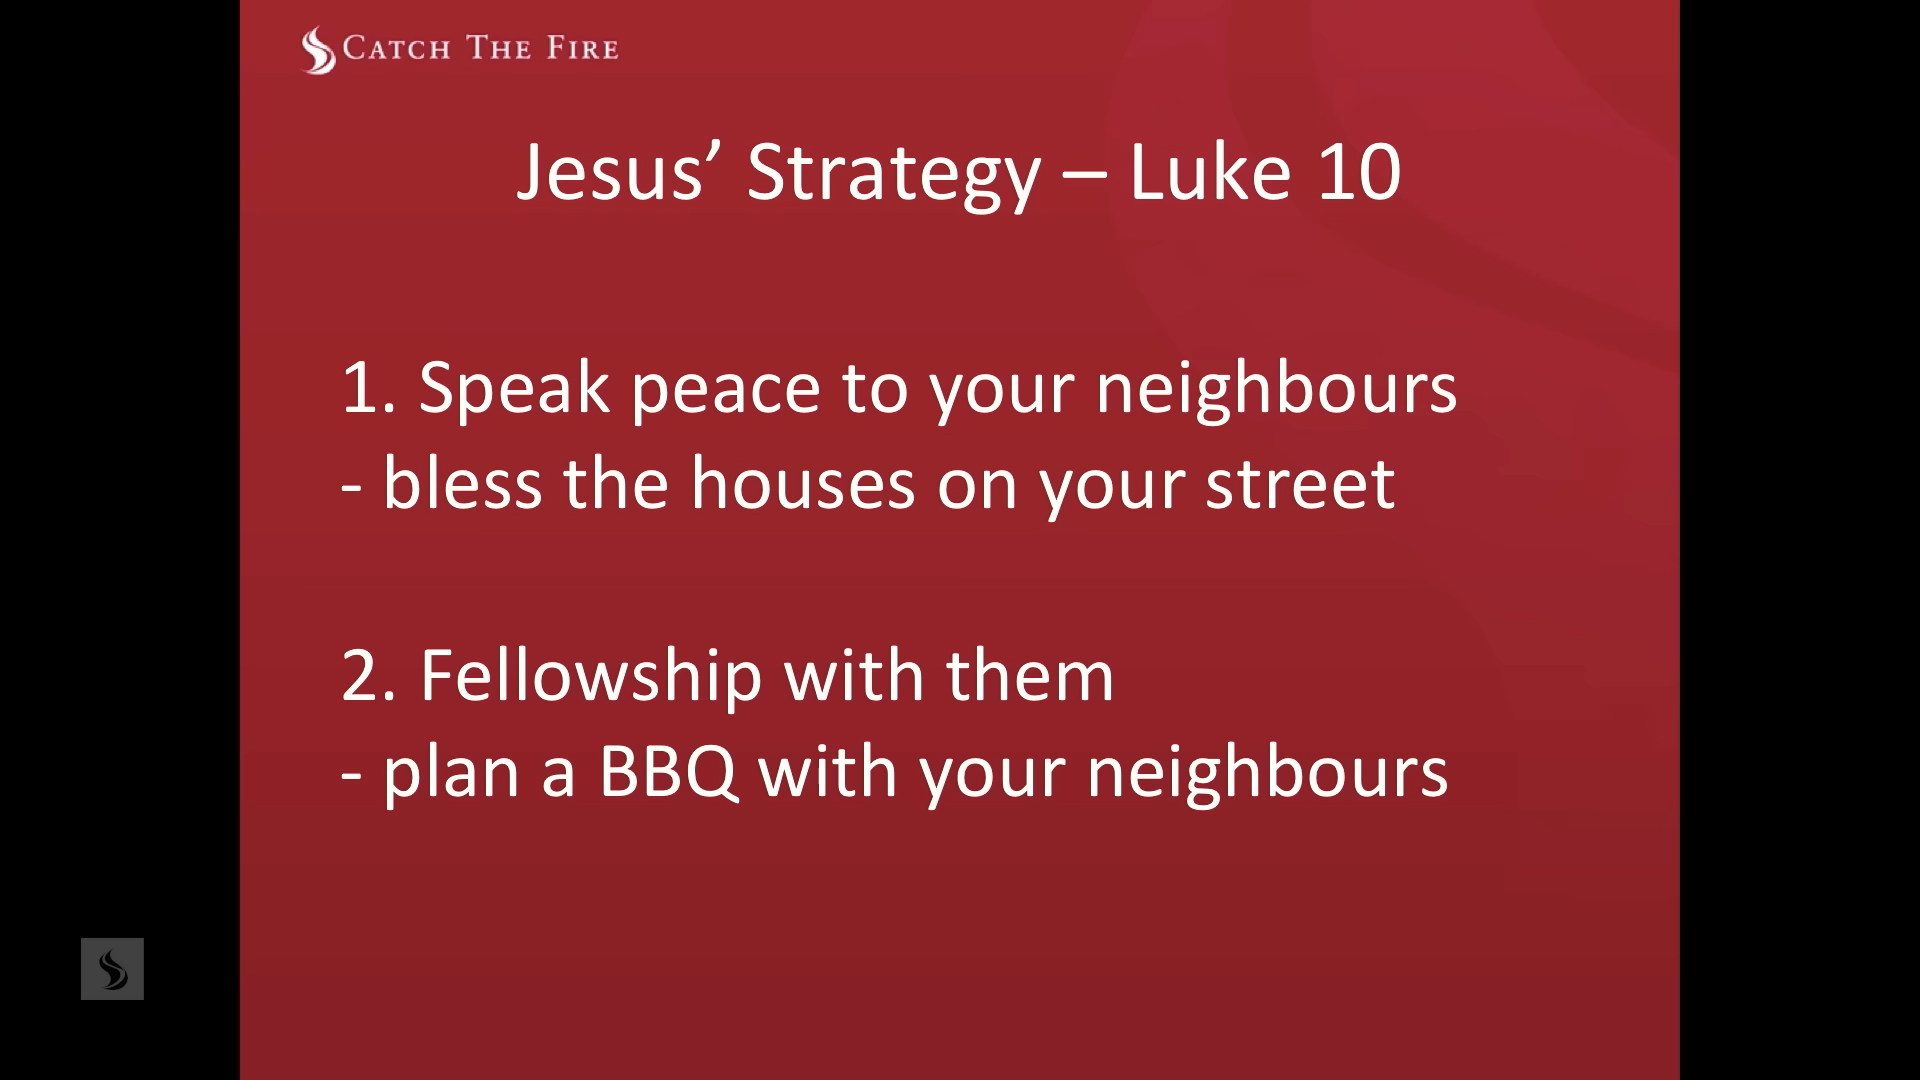 Catch The Fire
Jesus’ Strategy – Luke 10
1. Speak peace to your neighbours
- bless the houses on your street
2. Fellowship with them
- plan a BBQ with your neighbours